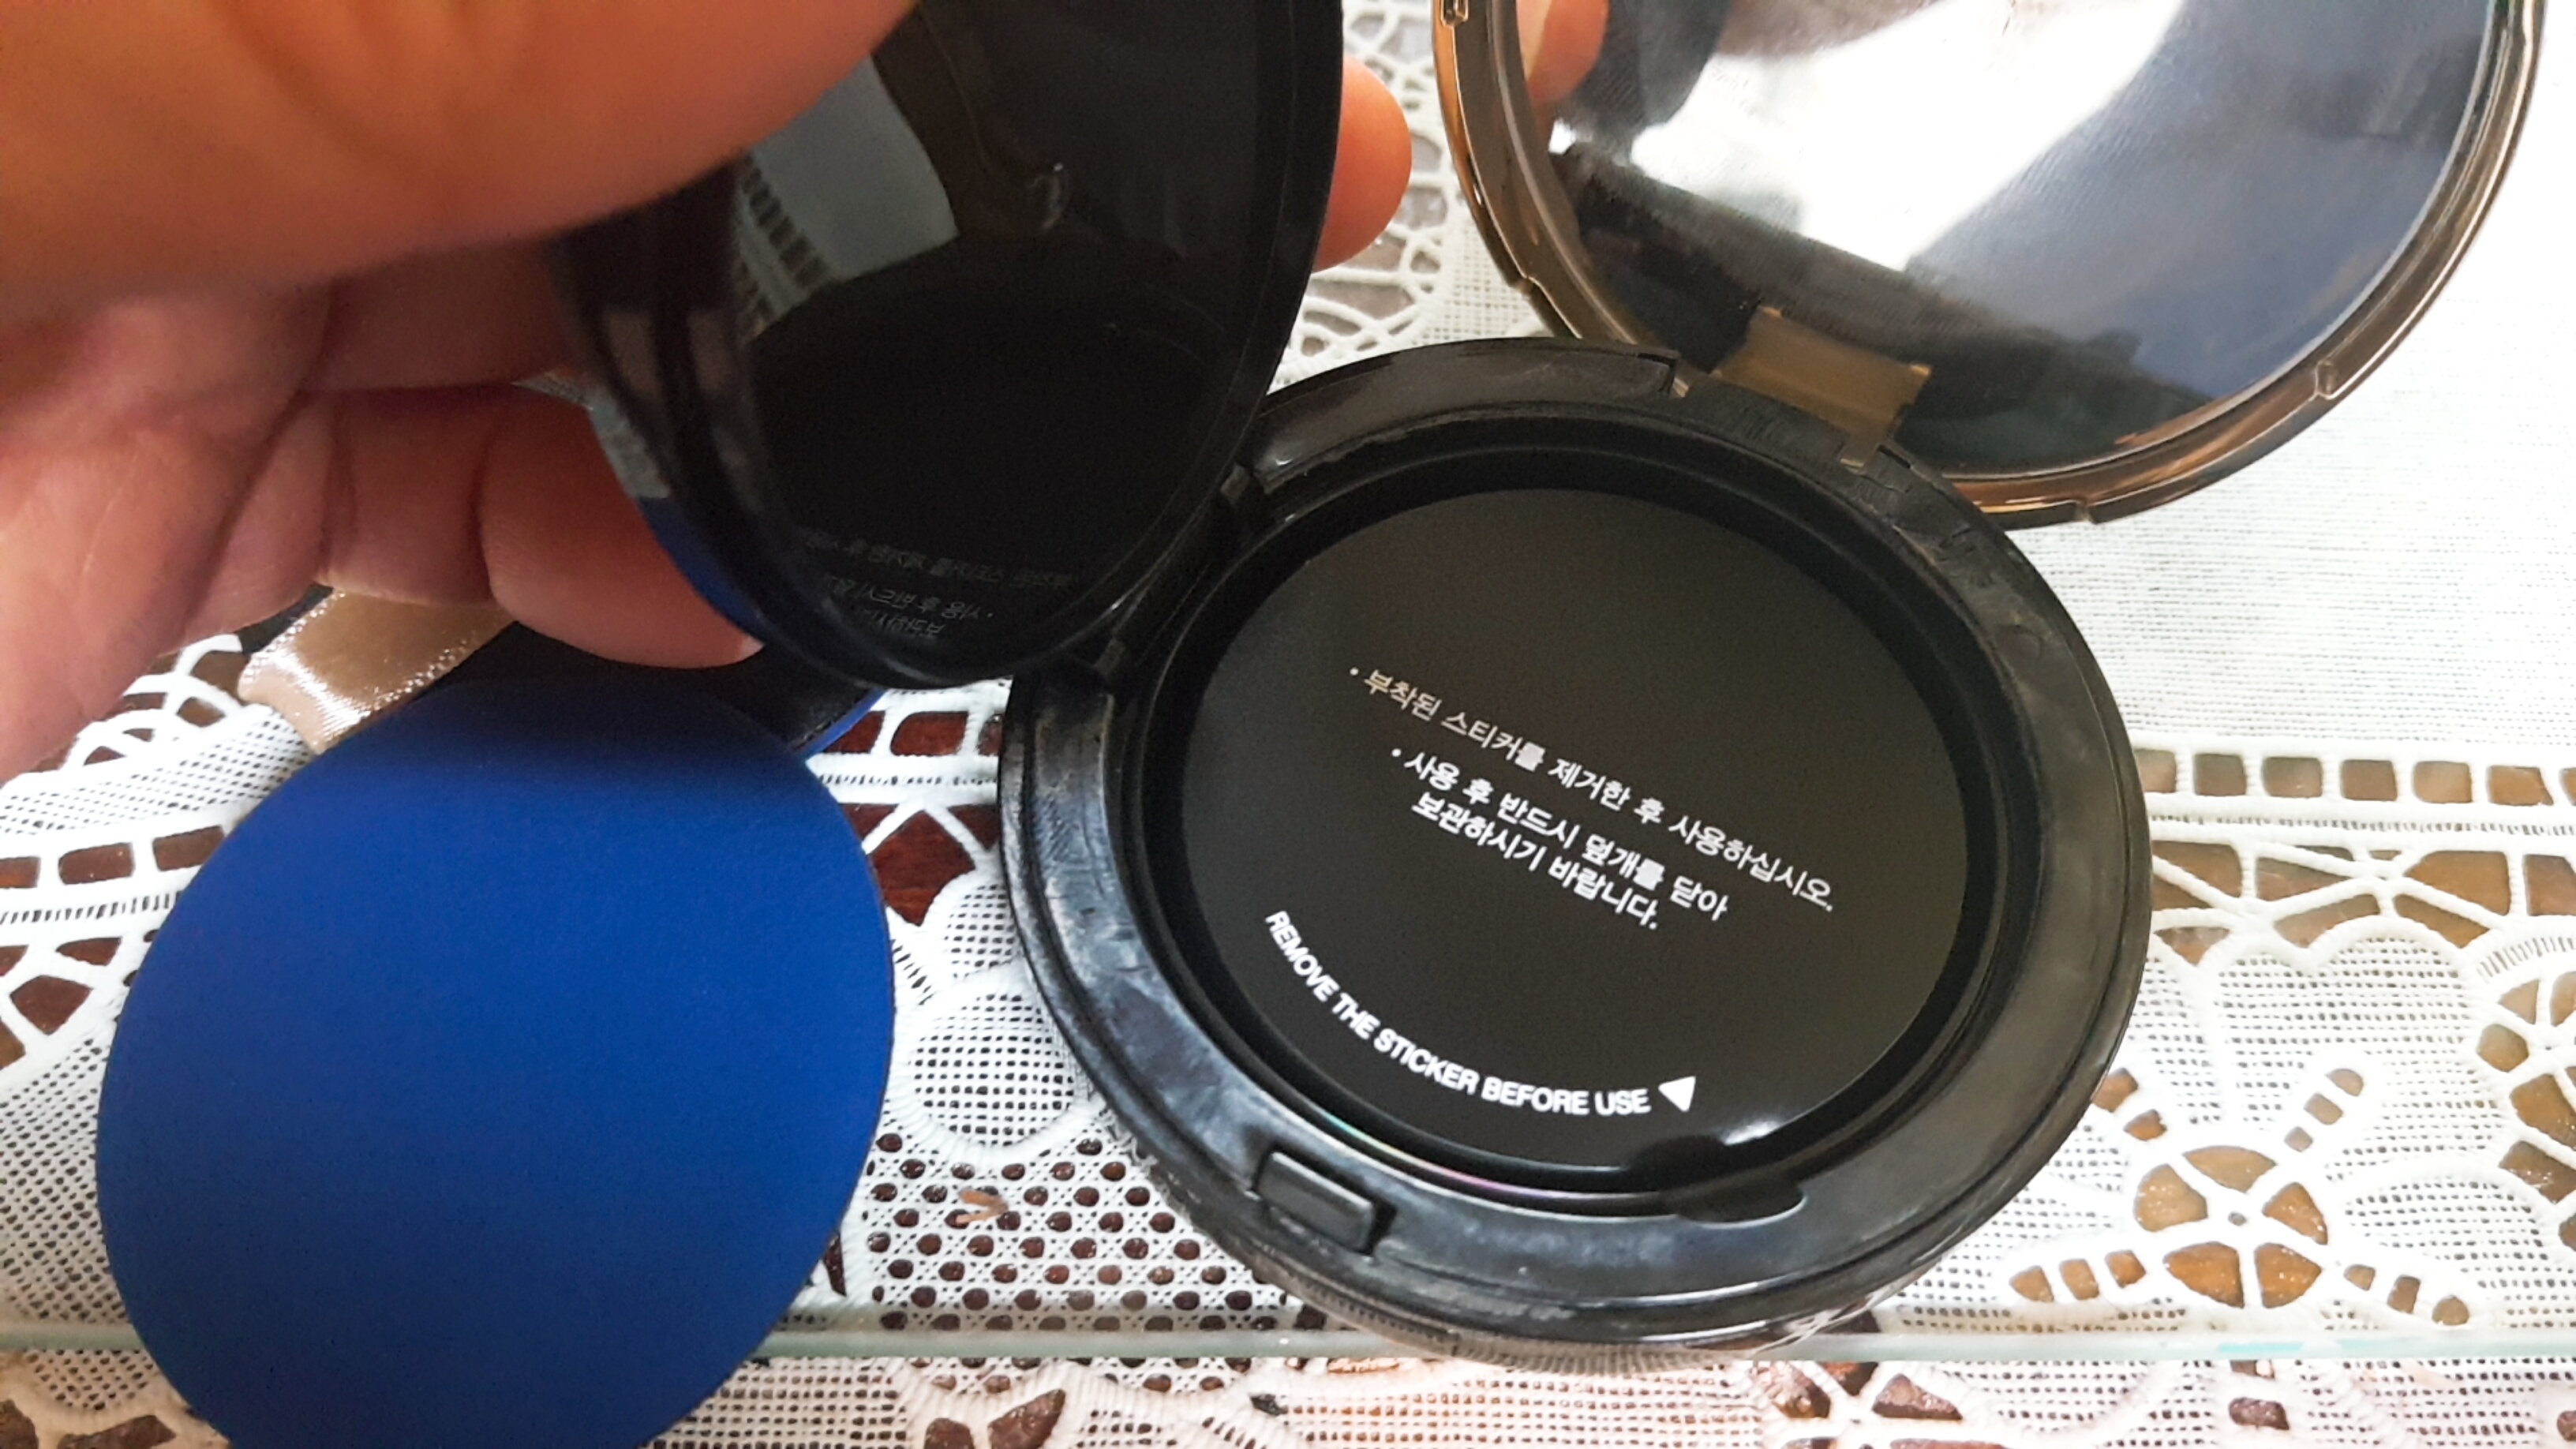 · 부착된 스티커를 제거한 후 사용하십시오.
· 사용 후 반드시 덮개를 닫아
보관하시기 바랍니다.
REMOVE THE STICKER BEFORE USE